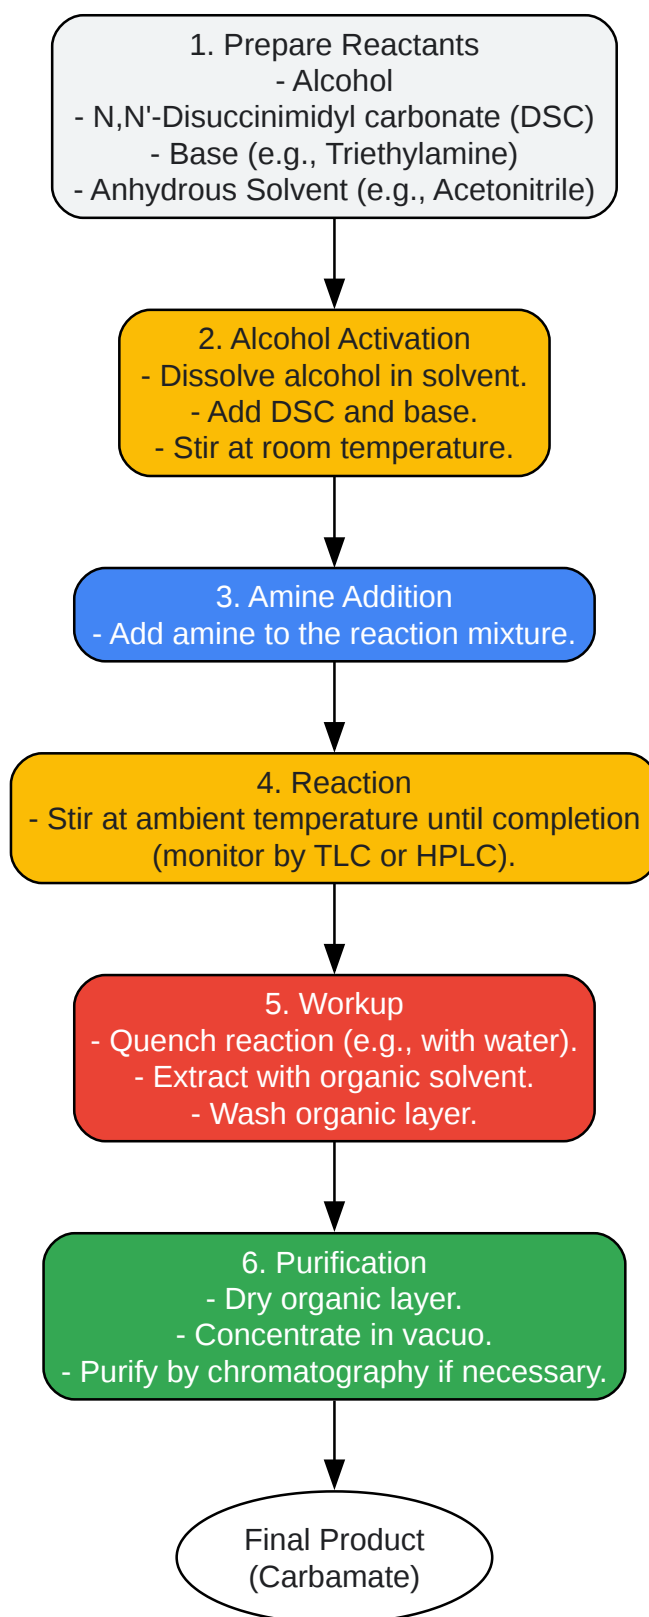 1. Prepare Reactants
- Alcohol
- N,N'-Disuccinimidyl carbonate (DSC)
- Base (e.g., Triethylamine)
- Anhydrous Solvent (e.g., Acetonitrile)
2. Alcohol Activation
- Dissolve alcohol in solvent.
- Add DSC and base.
- Stir at room temperature.
3. Amine Addition
- Add amine to the reaction mixture.
4. Reaction
- Stir at ambient temperature until completion
(monitor by TLC or HPLC).
5. Workup
- Quench reaction (e.g., with water).
- Extract with organic solvent.
- Wash organic layer.
6. Purification
- Dry organic layer.
- Concentrate in vacuo.
- Purify by chromatography if necessary.
Final Product
(Carbamate)